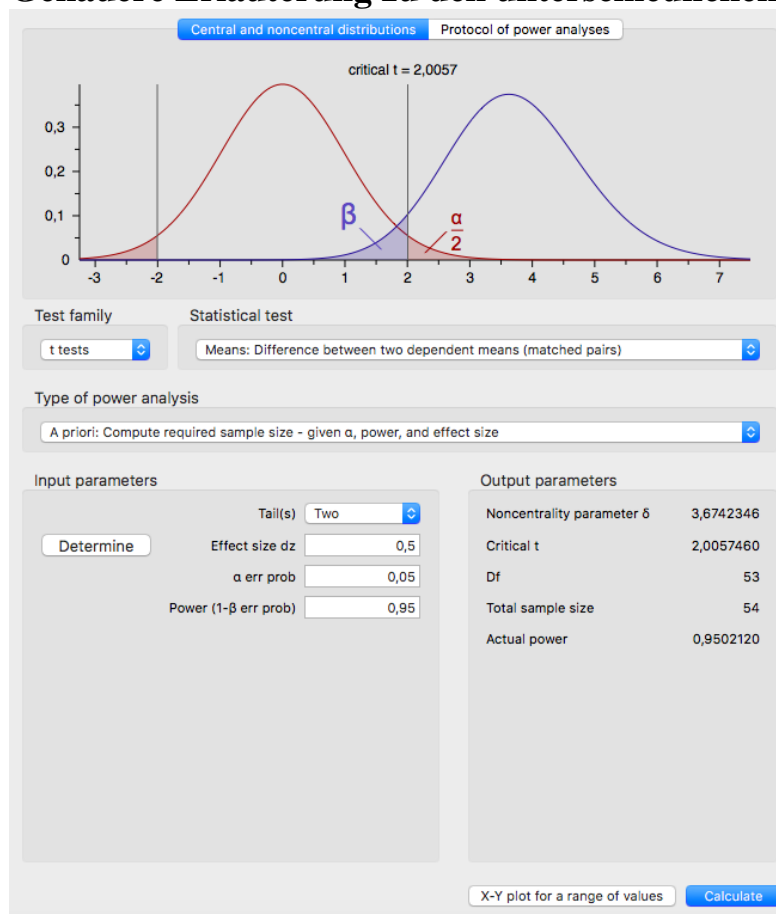 Genauere Erläuterung zu den unterschiedlichen
Central and noncentral distributions Protocol of power analyses
critical t = 2,0057
0,3
0,2
0,1
0
β
α
2
-3 -2 -1 0 1 2 3 4 5 6 7
Test family Statistical test
t tests Means: Difference between two dependent means (matched pairs)
Type of power analysis
A priori: Compute required sample size - given α, power, and effect size
Input parameters Output parameters
Tail(s) Two Noncentrality parameter δ 3,6742346
Determine Effect size dz 0,5 Critical t 2,0057460
α err prob 0,05 Df 53
Power (1-β err prob) 0,95 Total sample size 54
Actual power 0,9502120
X-Y plot for a range of values Calculate